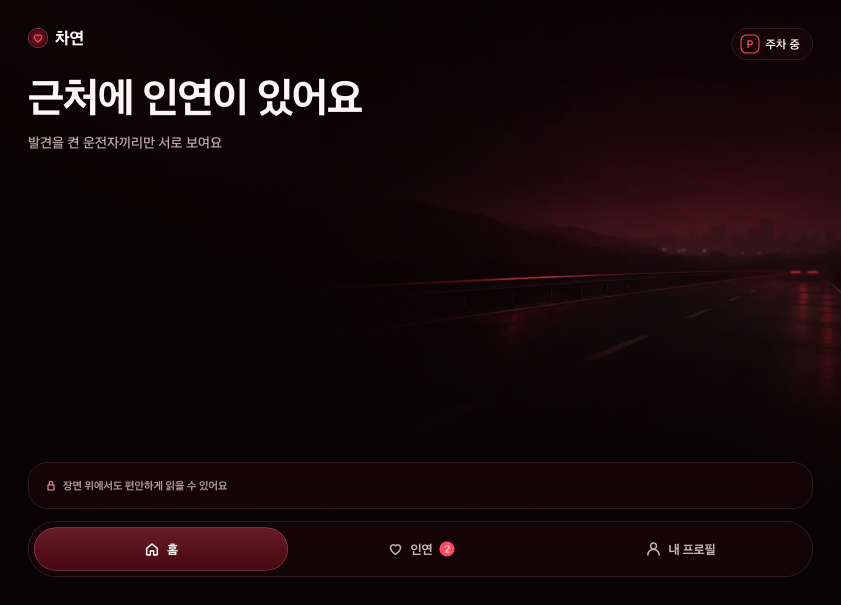 차연
P 주차 중
근처에 인연이 있어요
발견을 켠 운전자끼리만 서로 보여요
장면 위에서도 편안하게 읽을 수 있어요
홈
인연 2
내 프로필